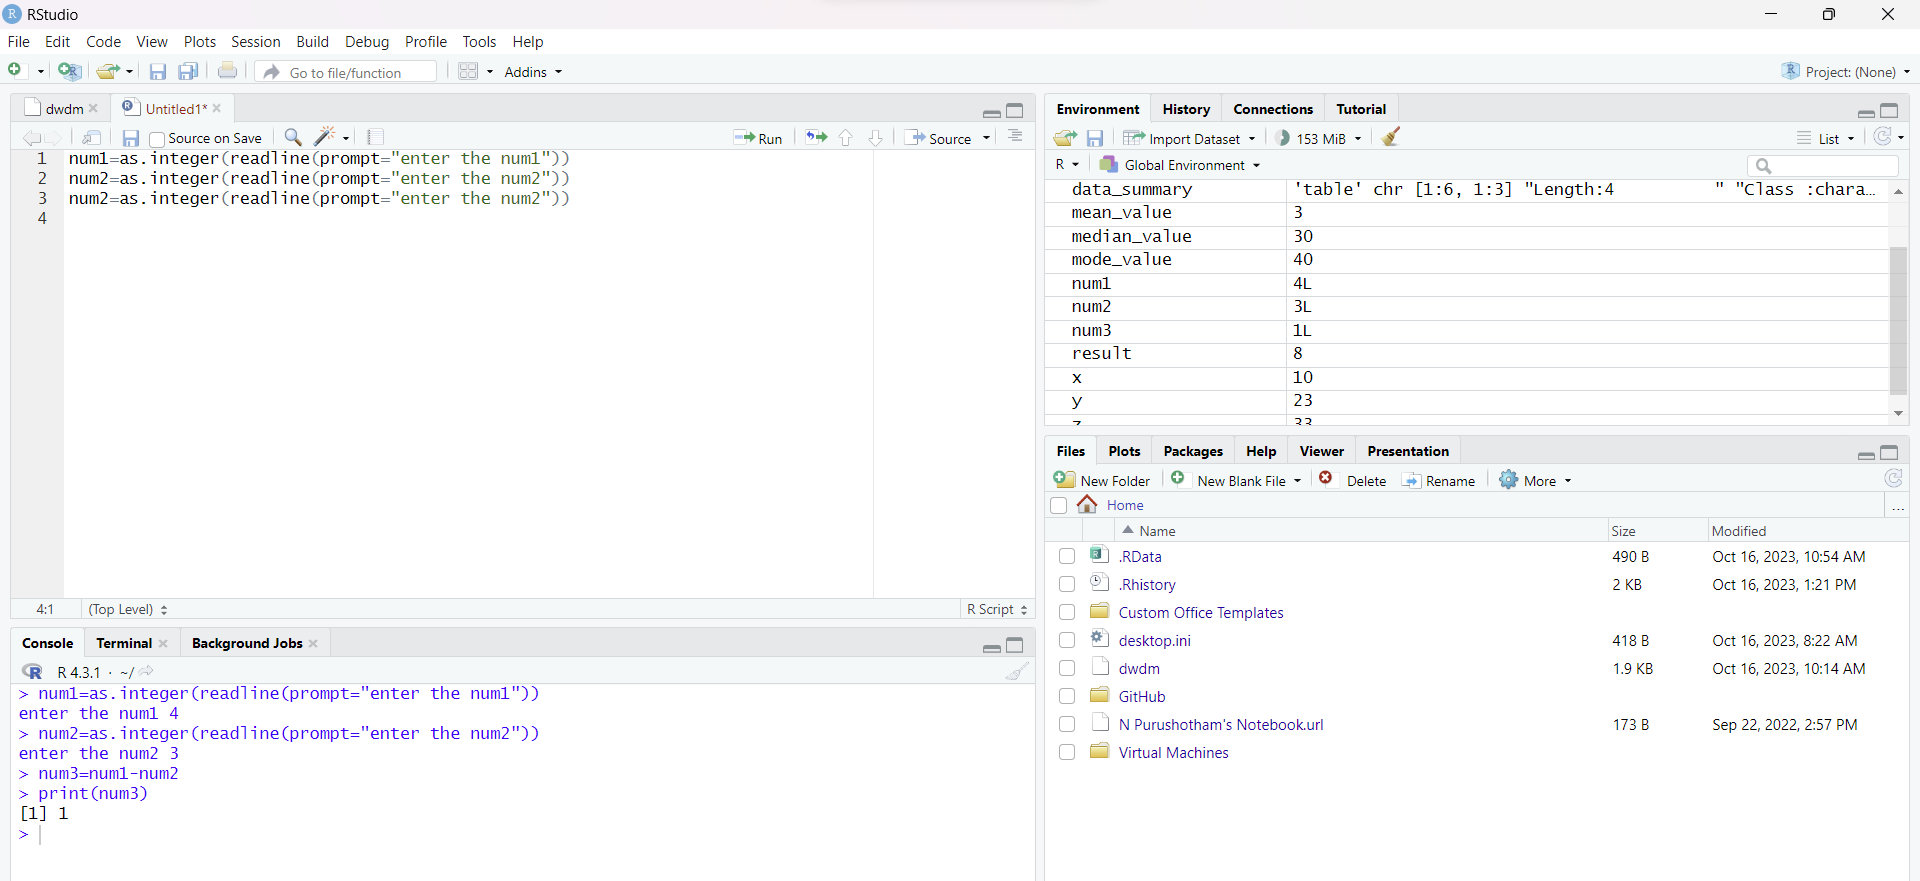 RStudio
File Edit Code View Plots Session Build Debug Profile Tools Help
Go to file/function Addins Project: (None)
dwdm Untitled1*
Source on Save Run Source
1 num1=as.integer(readline(prompt="enter the num1"))
2 num2=as.integer(readline(prompt="enter the num2"))
3 num2=as.integer(readline(prompt="enter the num2"))
4
4:1 (Top Level) R Script
Console Terminal Background Jobs
R 4.3.1 · ~/
> num1=as.integer(readline(prompt="enter the num1"))
enter the num1 4
> num2=as.integer(readline(prompt="enter the num2"))
enter the num2 3
> num3=num1-num2
> print(num3)
[1] 1
>
Environment History Connections Tutorial
Import Dataset 153 MiB List
R Global Environment
data_summary 'table' chr [1:6, 1:3] "Length:4 " "Class :chara...
mean_value 3
median_value 30
mode_value 40
num1 4L
num2 3L
num3 1L
result 8
x 10
y 23
z 33
Files Plots Packages Help Viewer Presentation
New Folder New Blank File Delete Rename More
Home ...
Name Size Modified
.RData 490 B Oct 16, 2023, 10:54 AM
.Rhistory 2 KB Oct 16, 2023, 1:21 PM
Custom Office Templates
desktop.ini 418 B Oct 16, 2023, 8:22 AM
dwdm 1.9 KB Oct 16, 2023, 10:14 AM
GitHub
N Purushotham's Notebook.url 173 B Sep 22, 2022, 2:57 PM
Virtual Machines